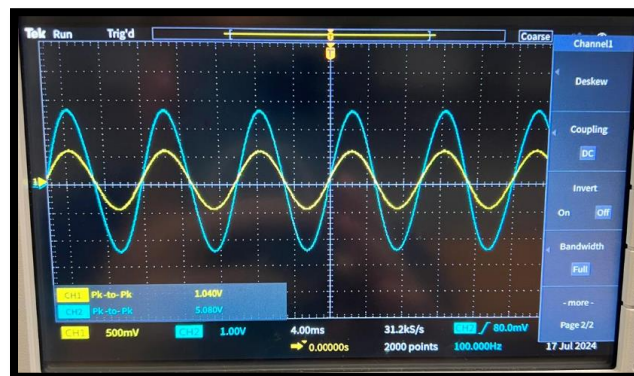 Tek Run Trig'd Coarse
T
Channel1
Deskew
Coupling
DC
Invert
On Off
Bandwidth
Full
- more -
Page 2/2
1
CH1 Pk-to-Pk 1.040V
CH2 Pk-to-Pk 5.080V
CH1 500mV CH2 1.00V 4.00ms 31.2kS/s CH2 / 80.0mV
0.00000s 2000 points 100.000Hz 17 Jul 2024